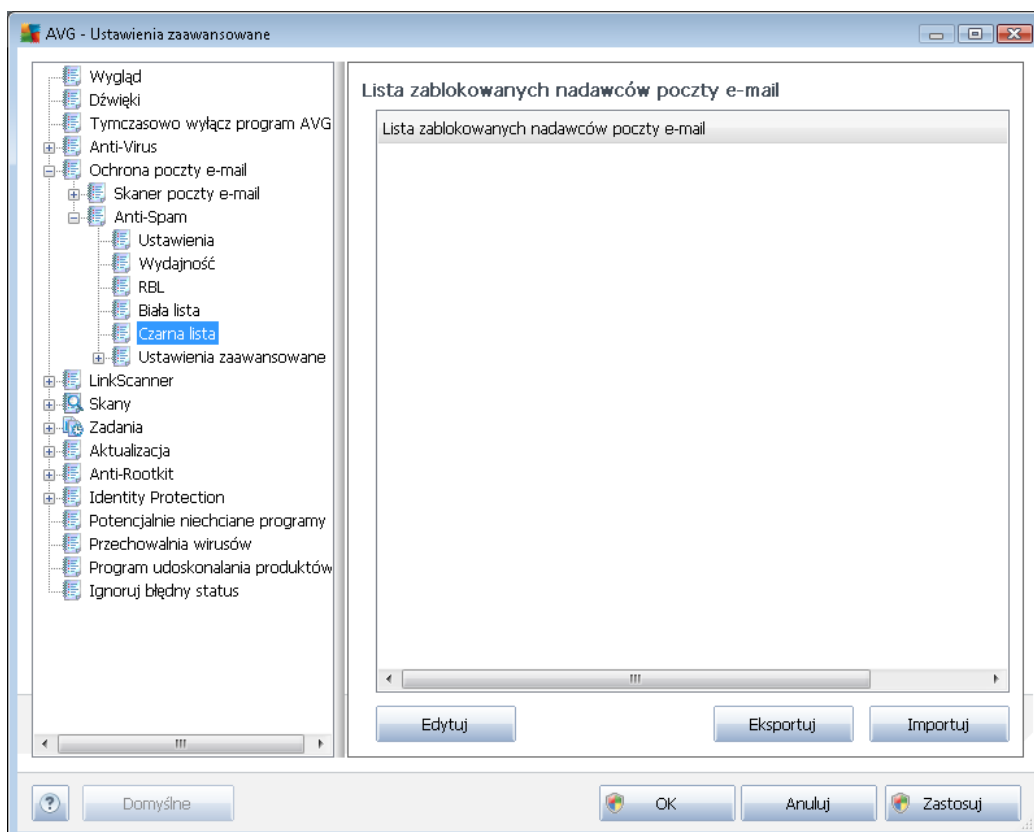 AVG - Ustawienia zaawansowane
Wygląd
Dźwięki
Tymczasowo wyłącz program AVG
Anti-Virus
Ochrona poczty e-mail
Skaner poczty e-mail
Anti-Spam
Ustawienia
Wydajność
RBL
Biała lista
Czarna lista
Ustawienia zaawansowane
LinkScanner
Skany
Zadania
Aktualizacja
Anti-Rootkit
Identity Protection
Potencjalnie niechciane programy
Przechowalnia wirusów
Program udoskonalania produktów
Ignoruj błędny status
Lista zablokowanych nadawców poczty e-mail
Lista zablokowanych nadawców poczty e-mail
Edytuj
Eksportuj
Importuj
?
Domyślne
OK
Anuluj
Zastosuj